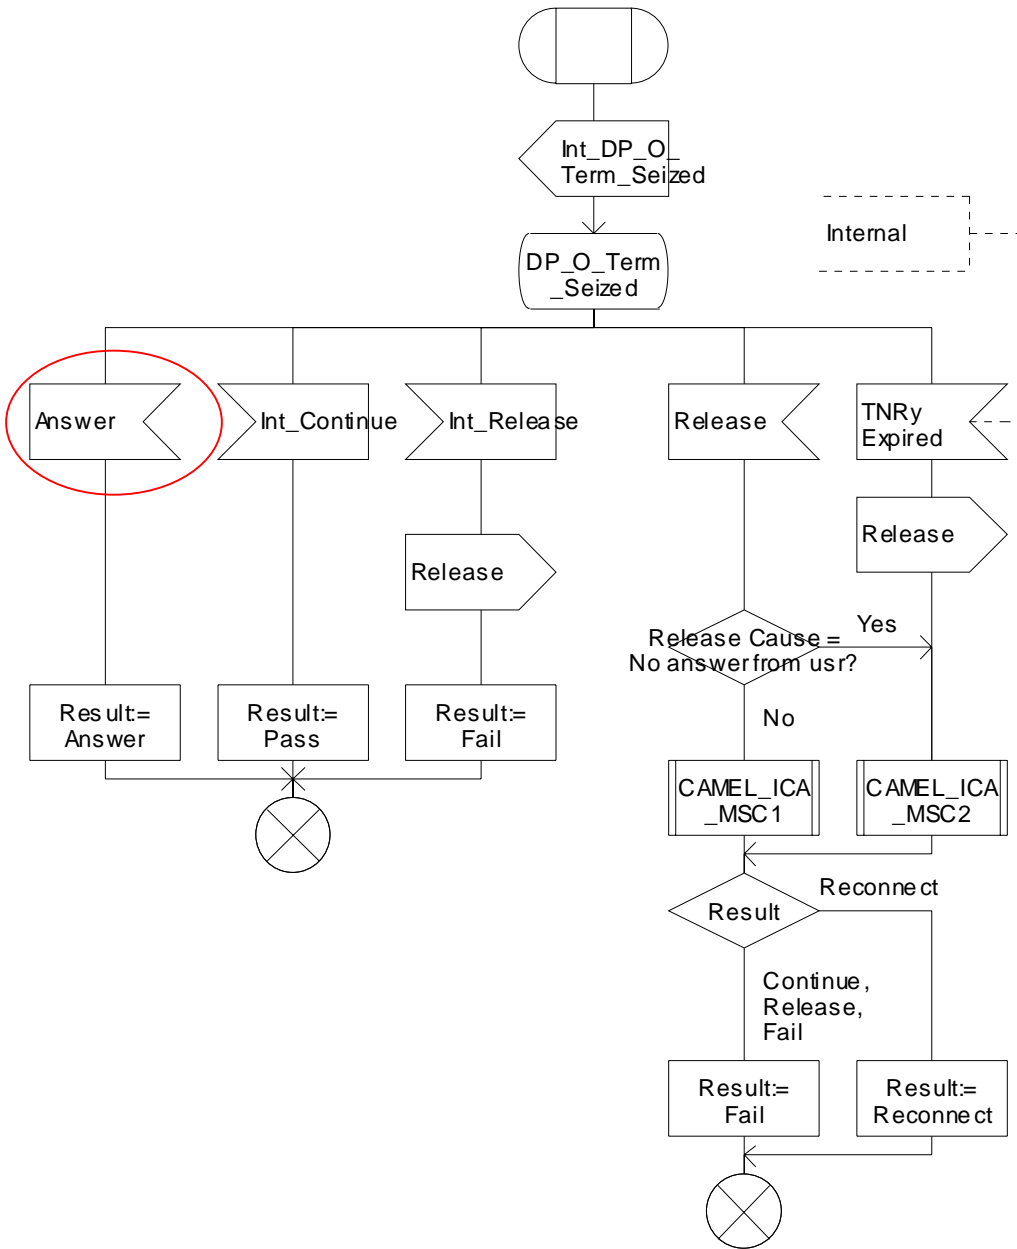 Int_DP_O_
Term_Seized
Internal
DP_O_Term
_Seized
Answer
Int_Continue
Int_Release
Release
TNRy
Expired
Release
Release
Release Cause =
No answer from usr?
Yes
No
Result:=
Answer
Result:=
Pass
Result:=
Fail
CAMEL_ICA
_MSC1
CAMEL_ICA
_MSC2
Reconnect
Result
Continue,
Release,
Fail
Result:=
Fail
Result:=
Reconnect